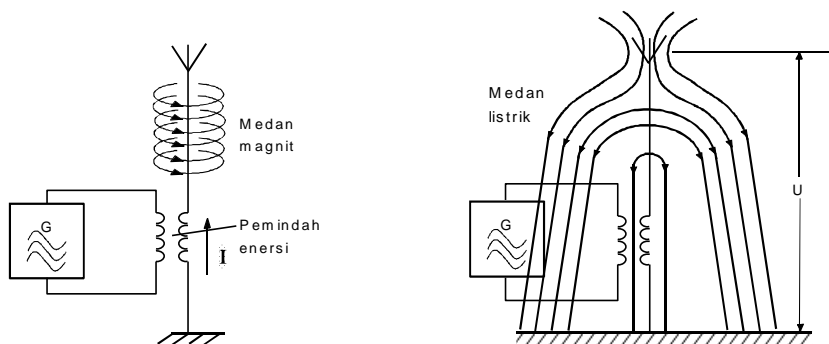 Medan
magnit
G
Pemindah
enersi
I
Medan
listrik
G
U